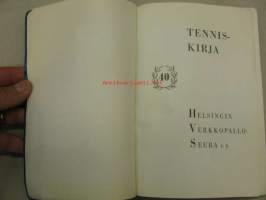 TENNIS-
KIRJA
40
HELSINGIN
VERKKOPALLO-
SEURA r.y.